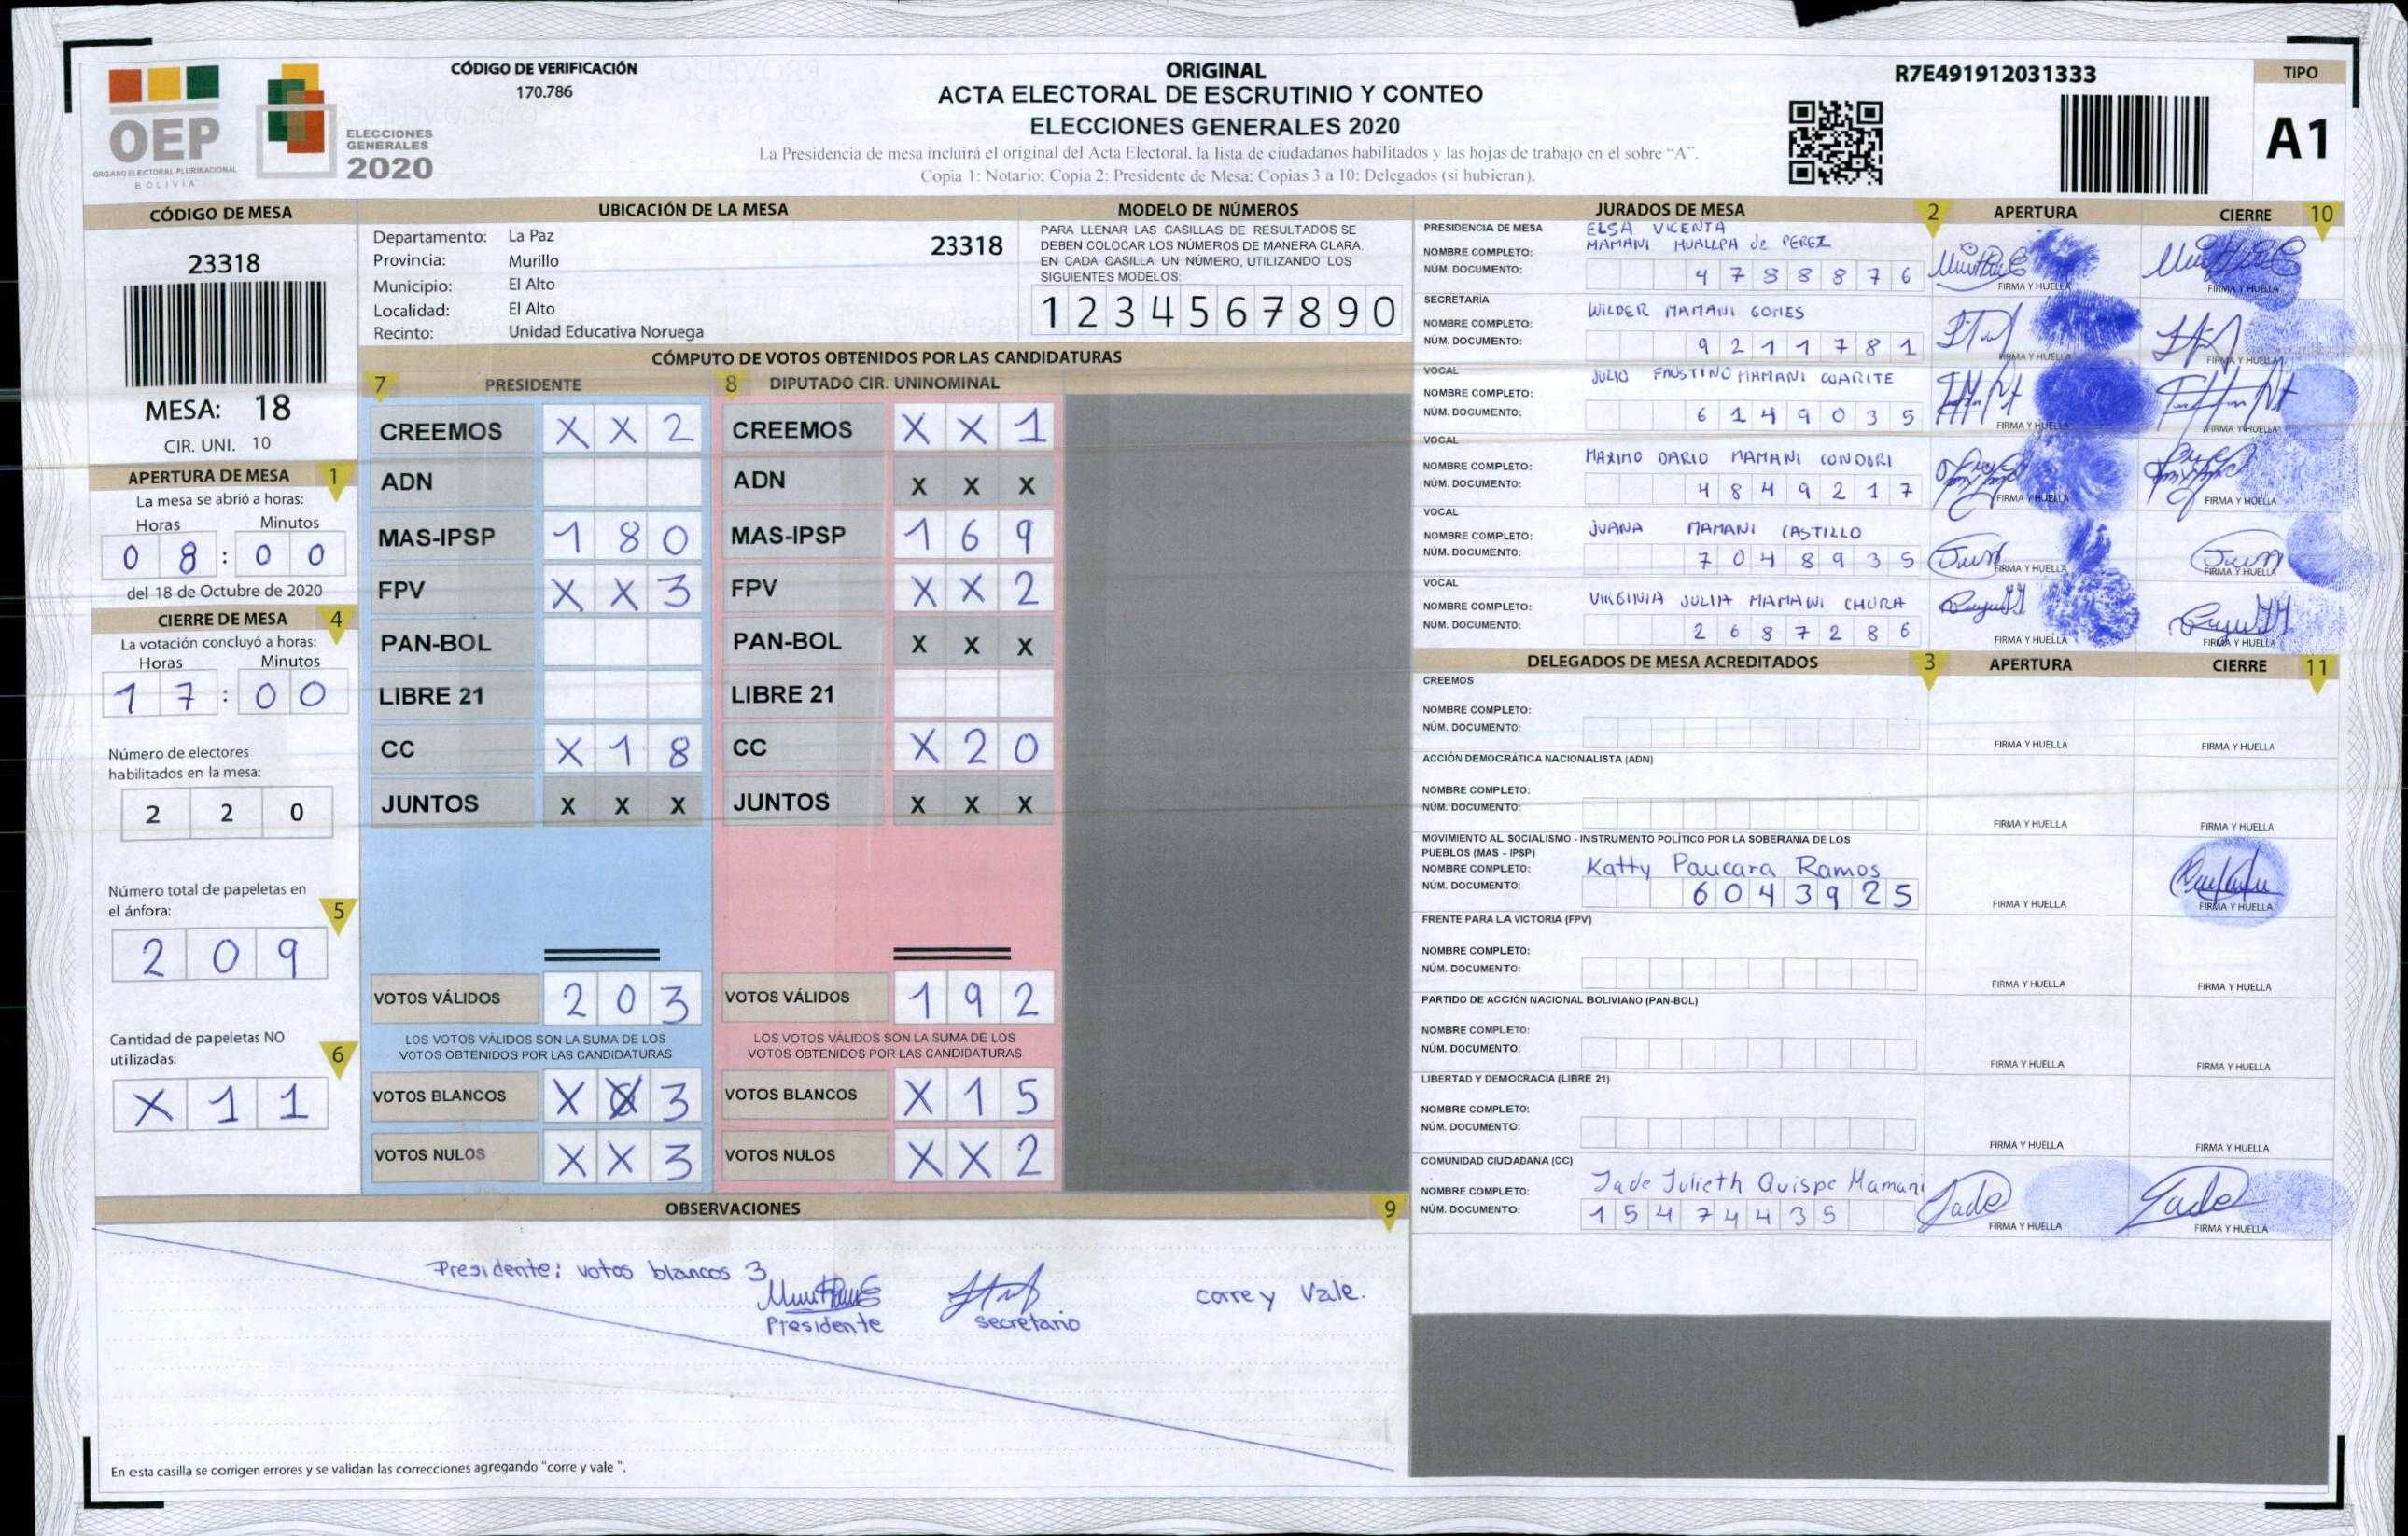 OEP
ÓRGANO ELECTORAL PLURINACIONAL
BOLIVIA
ELECCIONES
GENERALES
2020
CÓDIGO DE VERIFICACIÓN
170.786
ORIGINAL
ACTA ELECTORAL DE ESCRUTINIO Y CONTEO
ELECCIONES GENERALES 2020
La Presidencia de mesa incluirá el original del Acta Electoral, la lista de ciudadanos habilitados y las hojas de trabajo en el sobre “A”.
Copia 1: Notario; Copia 2: Presidente de Mesa; Copias 3 a 10: Delegados (si hubieran).
R7E491912031333
TIPO
A1
CÓDIGO DE MESA
23318
MESA: 18
CIR. UNI. 10
APERTURA DE MESA 1
La mesa se abrió a horas:
Horas Minutos
0 8 : 0 0
del 18 de Octubre de 2020
CIERRE DE MESA 4
La votación concluyó a horas:
Horas Minutos
1 7 : 0 0
Número de electores
habilitados en la mesa:
2 2 0
Número total de papeletas en
el ánfora: 5
2 0 9
Cantidad de papeletas NO
utilizadas: 6
X 1 1
UBICACIÓN DE LA MESA
Departamento: La Paz 23318
Provincia: Murillo
Municipio: El Alto
Localidad: El Alto
Recinto: Unidad Educativa Noruega
MODELO DE NÚMEROS
PARA LLENAR LAS CASILLAS DE RESULTADOS SE
DEBEN COLOCAR LOS NÚMEROS DE MANERA CLARA.
EN CADA CASILLA UN NÚMERO, UTILIZANDO LOS
SIGUIENTES MODELOS:
1 2 3 4 5 6 7 8 9 0
CÓMPUTO DE VOTOS OBTENIDOS POR LAS CANDIDATURAS
7 PRESIDENTE 8 DIPUTADO CIR. UNINOMINAL
CREEMOS X X 2 CREEMOS X X 1
ADN ADN X X X
MAS-IPSP 1 8 0 MAS-IPSP 1 6 9
FPV X X 3 FPV X X 2
PAN-BOL PAN-BOL X X X
LIBRE 21 LIBRE 21
CC X 1 8 CC X 2 0
JUNTOS X X X JUNTOS X X X
VOTOS VÁLIDOS 2 0 3 VOTOS VÁLIDOS 1 9 2
LOS VOTOS VÁLIDOS SON LA SUMA DE LOS LOS VOTOS VÁLIDOS SON LA SUMA DE LOS
VOTOS OBTENIDOS POR LAS CANDIDATURAS VOTOS OBTENIDOS POR LAS CANDIDATURAS
VOTOS BLANCOS X X 3 VOTOS BLANCOS X 1 5
VOTOS NULOS X X 3 VOTOS NULOS X X 2
OBSERVACIONES 9
Presidente: votos blancos 3
corre y vale.
Presidente secretario
En esta casilla se corrigen errores y se validan las correcciones agregando “corre y vale ”.
JURADOS DE MESA 2 APERTURA CIERRE 10
PRESIDENCIA DE MESA ELSA VICENTA
NOMBRE COMPLETO: MAMANI HUALLPA de PEREZ
NÚM. DOCUMENTO: 4 7 8 8 8 7 6
FIRMA Y HUELLA FIRMA Y HUELLA
SECRETARÍA
NOMBRE COMPLETO: WILDER MAMANI GOMES
NÚM. DOCUMENTO: 9 2 1 1 7 8 1
FIRMA Y HUELLA FIRMA Y HUELLA
VOCAL
NOMBRE COMPLETO: JULIO FAUSTINO MAMANI COARITE
NÚM. DOCUMENTO: 6 1 4 9 0 3 5
FIRMA Y HUELLA FIRMA Y HUELLA
VOCAL
NOMBRE COMPLETO: MAXIMO DARIO MAMANI CONDORI
NÚM. DOCUMENTO: 4 8 4 9 2 1 7
FIRMA Y HUELLA FIRMA Y HUELLA
VOCAL
NOMBRE COMPLETO: JUANA MAMANI CASTILLO
NÚM. DOCUMENTO: 7 0 4 8 9 3 5
FIRMA Y HUELLA FIRMA Y HUELLA
VOCAL
NOMBRE COMPLETO: VIRGINIA JULIA MAMANI CHURA
NÚM. DOCUMENTO: 2 6 8 7 2 8 6
FIRMA Y HUELLA FIRMA Y HUELLA
DELEGADOS DE MESA ACREDITADOS 3 APERTURA CIERRE 11
CREEMOS
NOMBRE COMPLETO:
NÚM. DOCUMENTO:
FIRMA Y HUELLA FIRMA Y HUELLA
ACCIÓN DEMOCRÁTICA NACIONALISTA (ADN)
NOMBRE COMPLETO:
NÚM. DOCUMENTO:
FIRMA Y HUELLA FIRMA Y HUELLA
MOVIMIENTO AL SOCIALISMO - INSTRUMENTO POLÍTICO POR LA SOBERANIA DE LOS
PUEBLOS (MAS - IPSP)
NOMBRE COMPLETO: Katty Paucara Ramos
NÚM. DOCUMENTO: 6 0 4 3 9 2 5
FIRMA Y HUELLA FIRMA Y HUELLA
FRENTE PARA LA VICTORIA (FPV)
NOMBRE COMPLETO:
NÚM. DOCUMENTO:
FIRMA Y HUELLA FIRMA Y HUELLA
PARTIDO DE ACCIÓN NACIONAL BOLIVIANO (PAN-BOL)
NOMBRE COMPLETO:
NÚM. DOCUMENTO:
FIRMA Y HUELLA FIRMA Y HUELLA
LIBERTAD Y DEMOCRACIA (LIBRE 21)
NOMBRE COMPLETO:
NÚM. DOCUMENTO:
FIRMA Y HUELLA FIRMA Y HUELLA
COMUNIDAD CIUDADANA (CC)
NOMBRE COMPLETO: Jade Julieth Quispe Mamani
NÚM. DOCUMENTO: 1 5 4 7 4 4 3 5
Jade Jade
FIRMA Y HUELLA FIRMA Y HUELLA